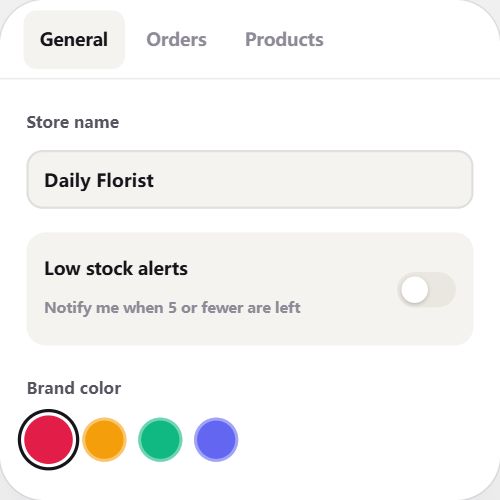 General Orders Products
Store name
Daily Florist
Low stock alerts
Notify me when 5 or fewer are left
Brand color